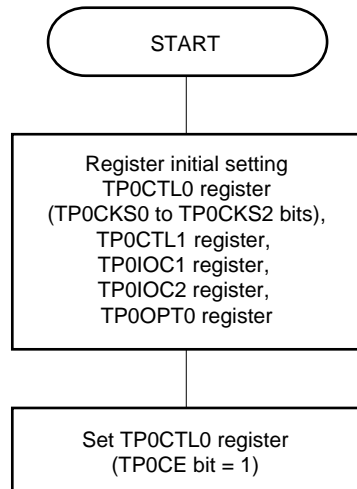 START
Register initial setting
TP0CTL0 register
(TP0CKS0 to TP0CKS2 bits),
TP0CTL1 register,
TP0IOC1 register,
TP0IOC2 register,
TP0OPT0 register
Set TP0CTL0 register
(TP0CE bit = 1)